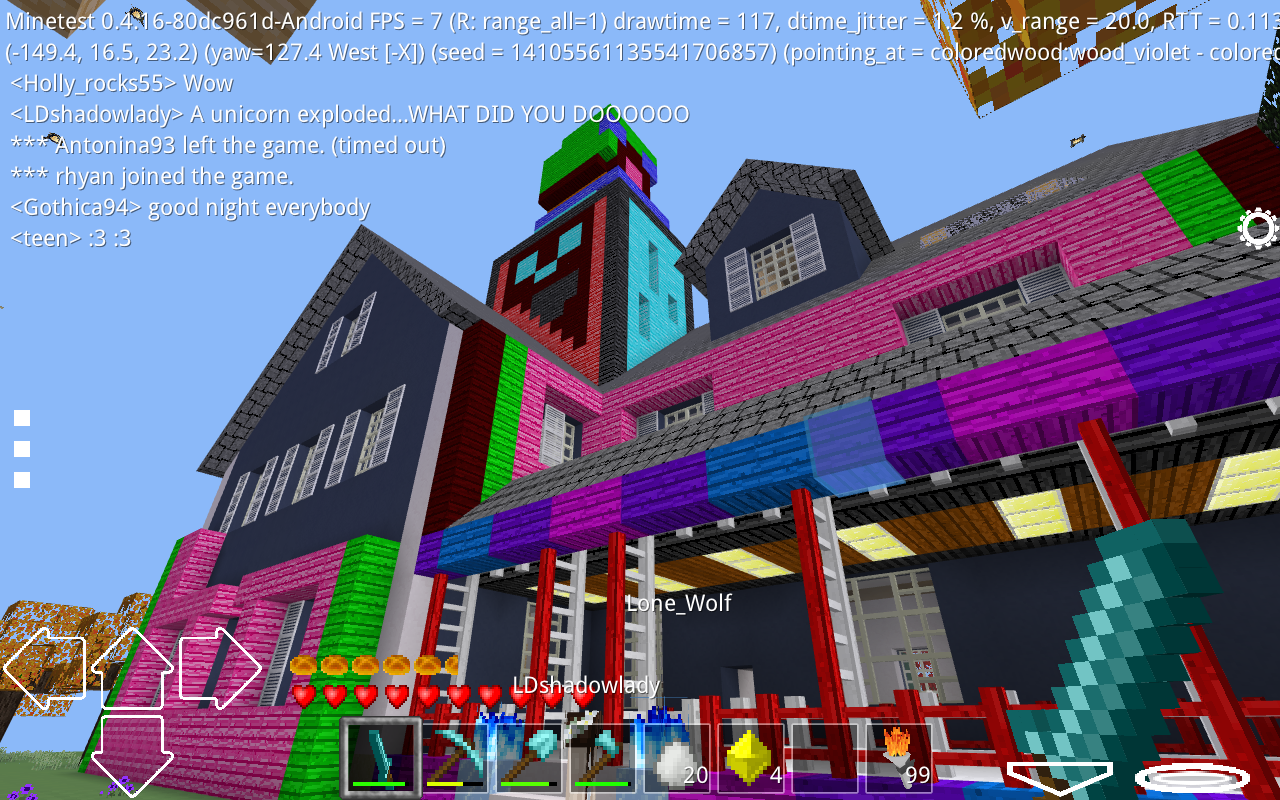 Minetest 0.4.16-80dc961d-Android FPS = 7 (R: range_all=1) drawtime = 117, dtime_jitter = 1.2 %, v_range = 20.0, RTT = 0.113
(-149.4, 16.5, 23.2) (yaw=127.4 West [-X]) (seed = 14105561135541706857) (pointing_at = coloredwood:wood_violet - colored
<Holly_rocks55> Wow
<LDshadowlady> A unicorn exploded...WHAT DID YOU DOOOOOO
*** Antonina93 left the game. (timed out)
*** rhyan joined the game.
<Gothica94> good night everybody
<teen> :3 :3
Lone_Wolf
LDshadowlady
20
4
99